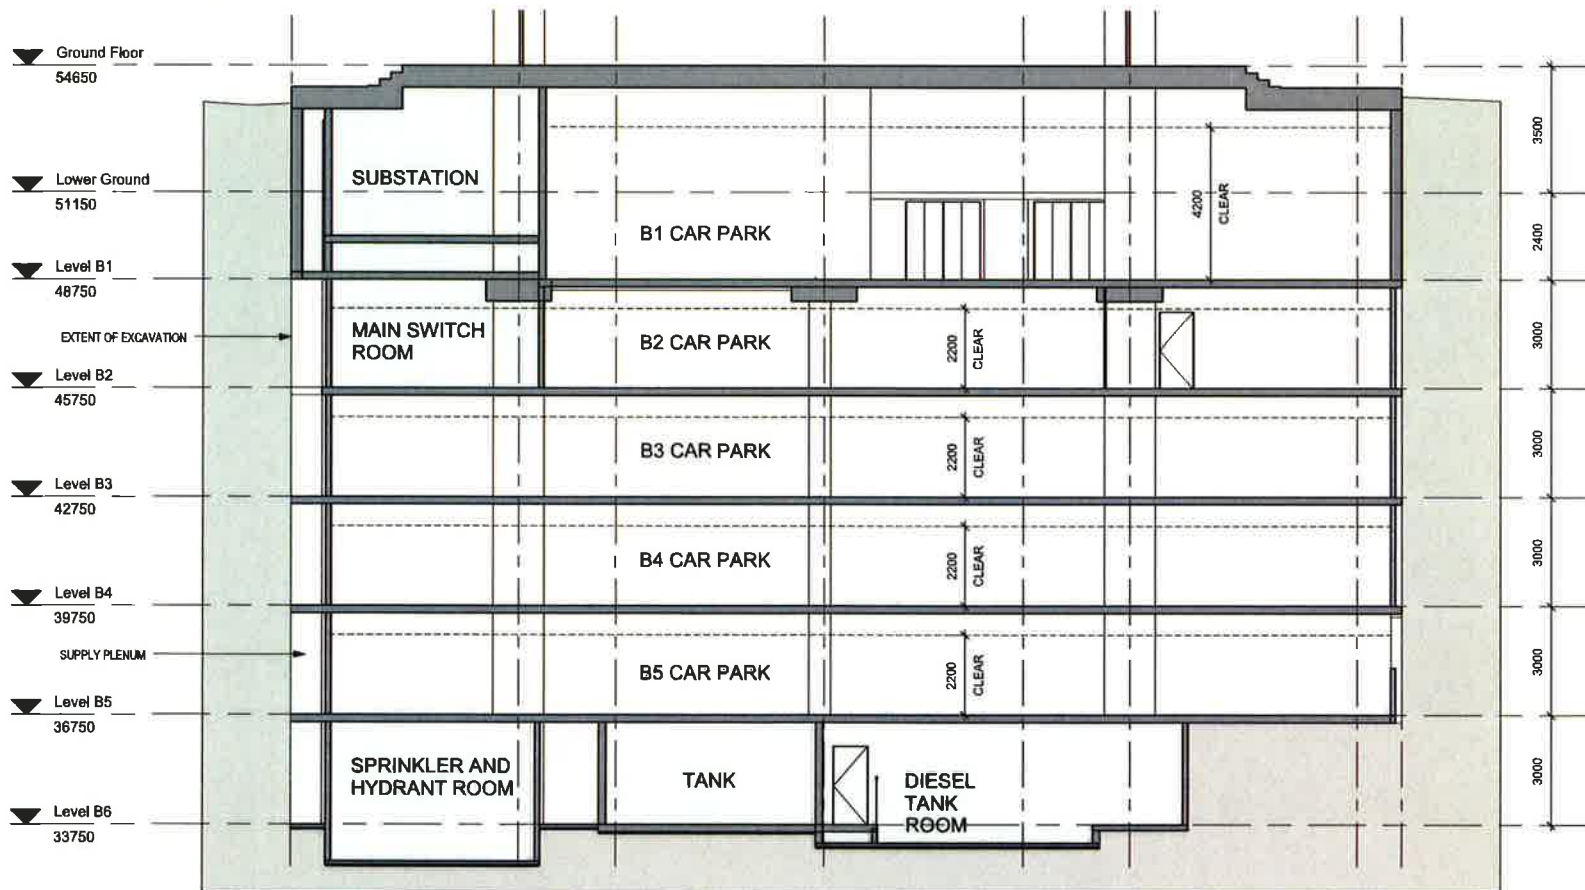 Ground Floor
54650
3500
SUBSTATION
Lower Ground
51150
4200
CLEAR
B1 CAR PARK
2400
Level B1
48750
EXTENT OF EXCAVATION
MAIN SWITCH
ROOM
B2 CAR PARK
2200
CLEAR
3000
Level B2
45750
B3 CAR PARK
2200
CLEAR
3000
Level B3
42750
B4 CAR PARK
2200
CLEAR
3000
Level B4
39750
SUPPLY PLENUM
B5 CAR PARK
2200
CLEAR
3000
Level B5
36750
SPRINKLER AND
HYDRANT ROOM
TANK
DIESEL
TANK
ROOM
3000
Level B6
33750